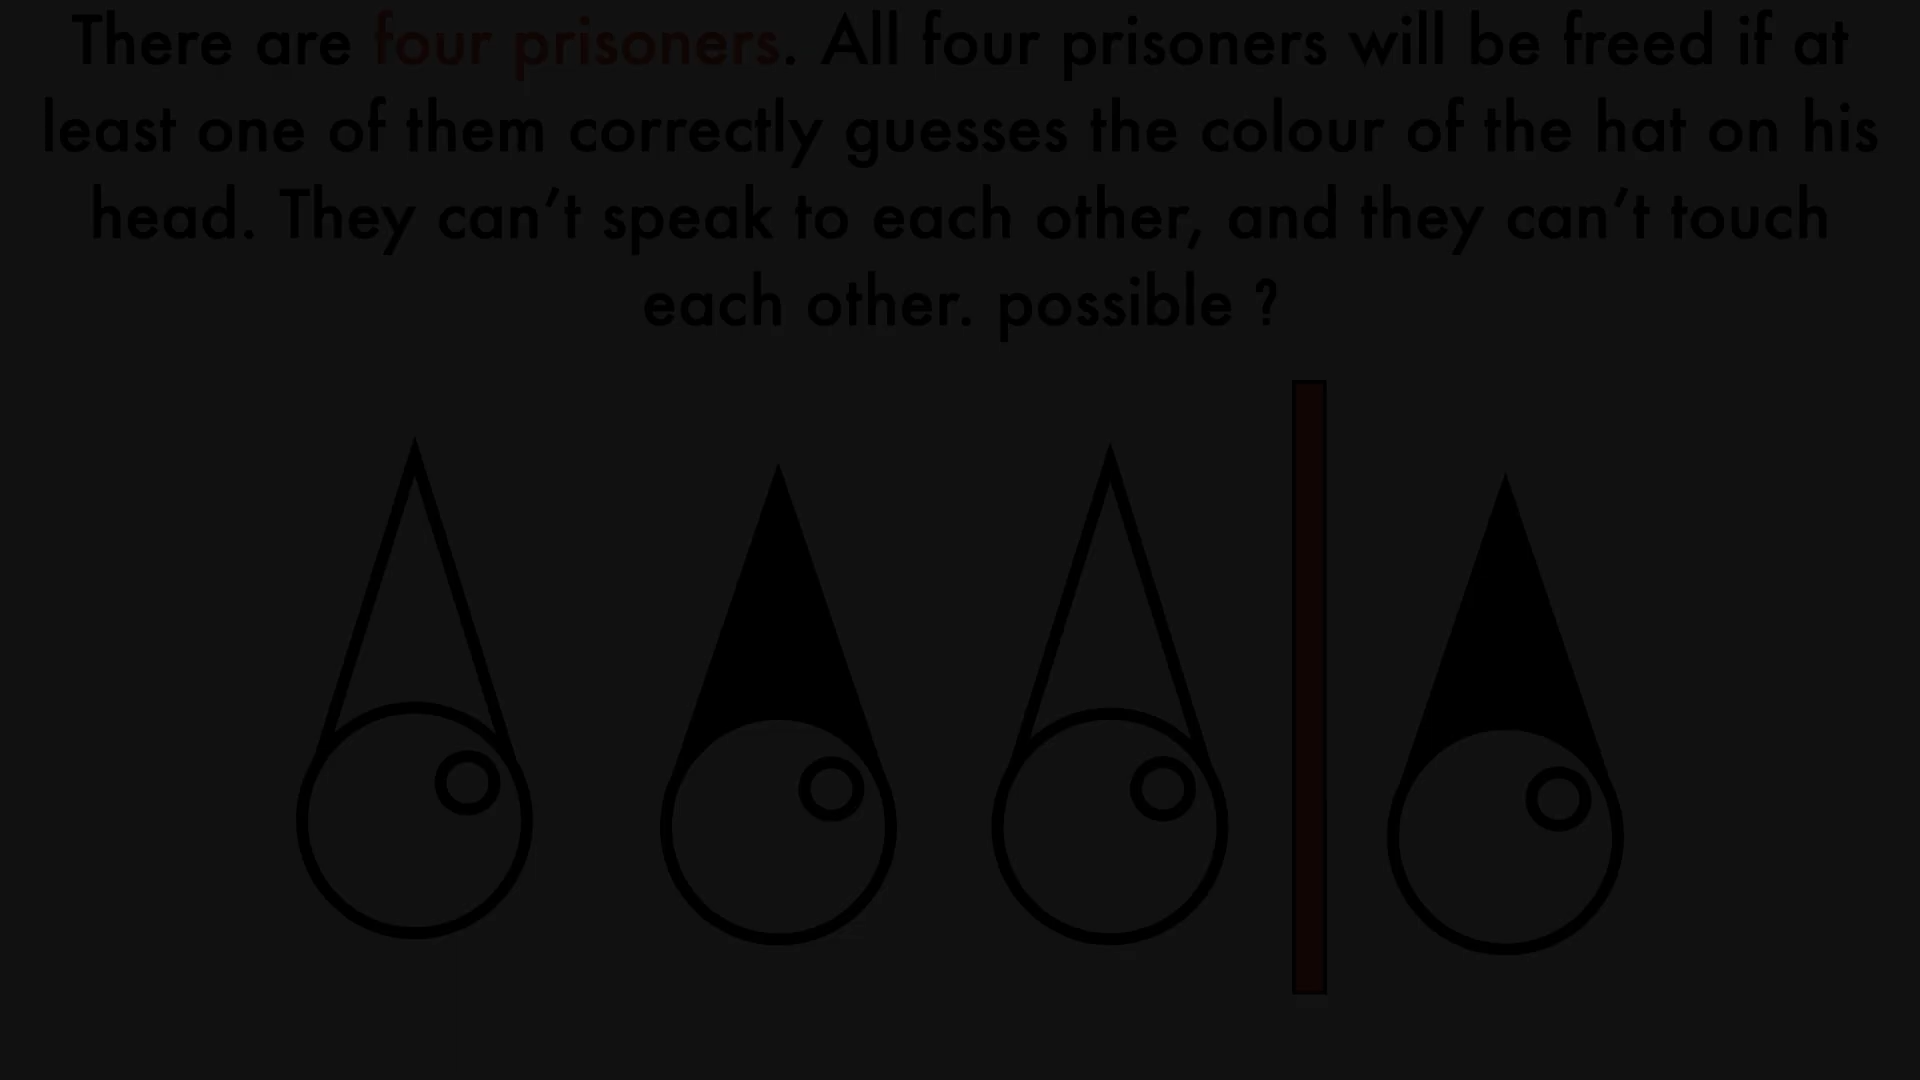 There are four prisoners. All four prisoners will be freed if at
least one of them correctly guesses the colour of the hat on his
head. They can’t speak to each other, and they can’t touch
each other. possible ?